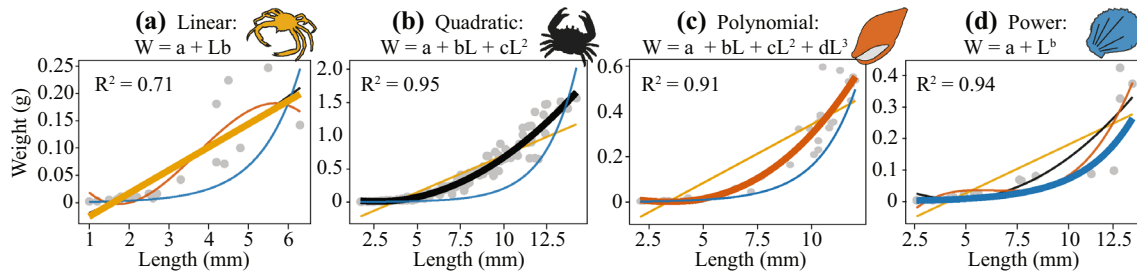 (a) Linear:
W = a + Lb
(b) Quadratic:
W = a + bL + cL²
(c) Polynomial:
W = a + bL + cL² + dL³
(d) Power:
W = a + Lᵇ
Weight (g)
0.25
0.20
0.15
0.10
0.05
0
R² = 0.71
1 2 3 4 5 6
Length (mm)
2.0
1.5
1.0
0.5
0
R² = 0.95
2.5 5 7.5 10 12.5
Length (mm)
0.6
0.4
0.2
0
R² = 0.91
2.5 5 7.5 10
Length (mm)
0.4
0.3
0.2
0.1
0
R² = 0.94
2.5 5 7.5 10 12.5
Length (mm)